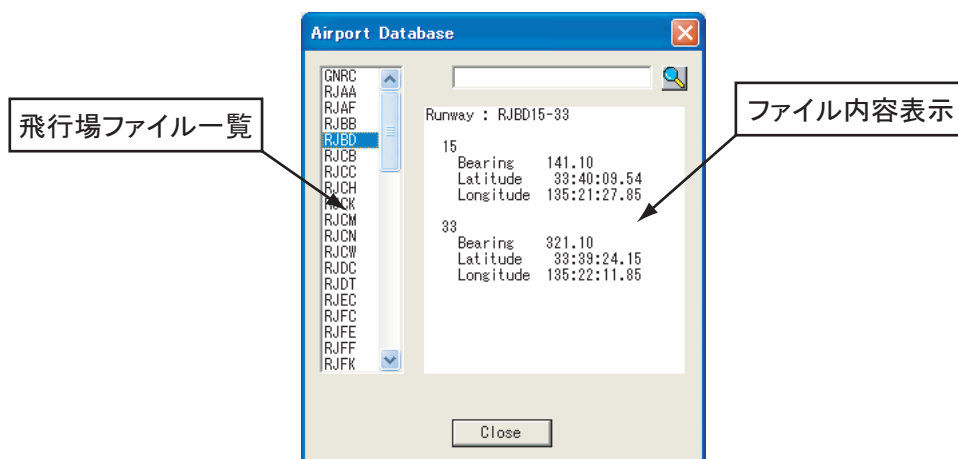 Airport Database
飛行場ファイル一覧
GNRC
RJAA
RJAF
RJBB
RJBD
RJCB
RJCC
RJCH
RJCK
RJCM
RJCN
RJCW
RJDC
RJDT
RJEC
RJFC
RJFE
RJFF
RJFK
ファイル内容表示
Runway : RJBD15-33
15
Bearing 141.10
Latitude 33:40:09.54
Longitude 135:21:27.85
33
Bearing 321.10
Latitude 33:39:24.15
Longitude 135:22:11.85
Close